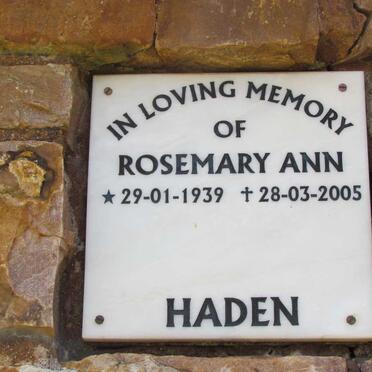 IN LOVING MEMORY
OF
ROSEMARY ANN
★ 29-01-1939 ✝ 28-03-2005
HADEN